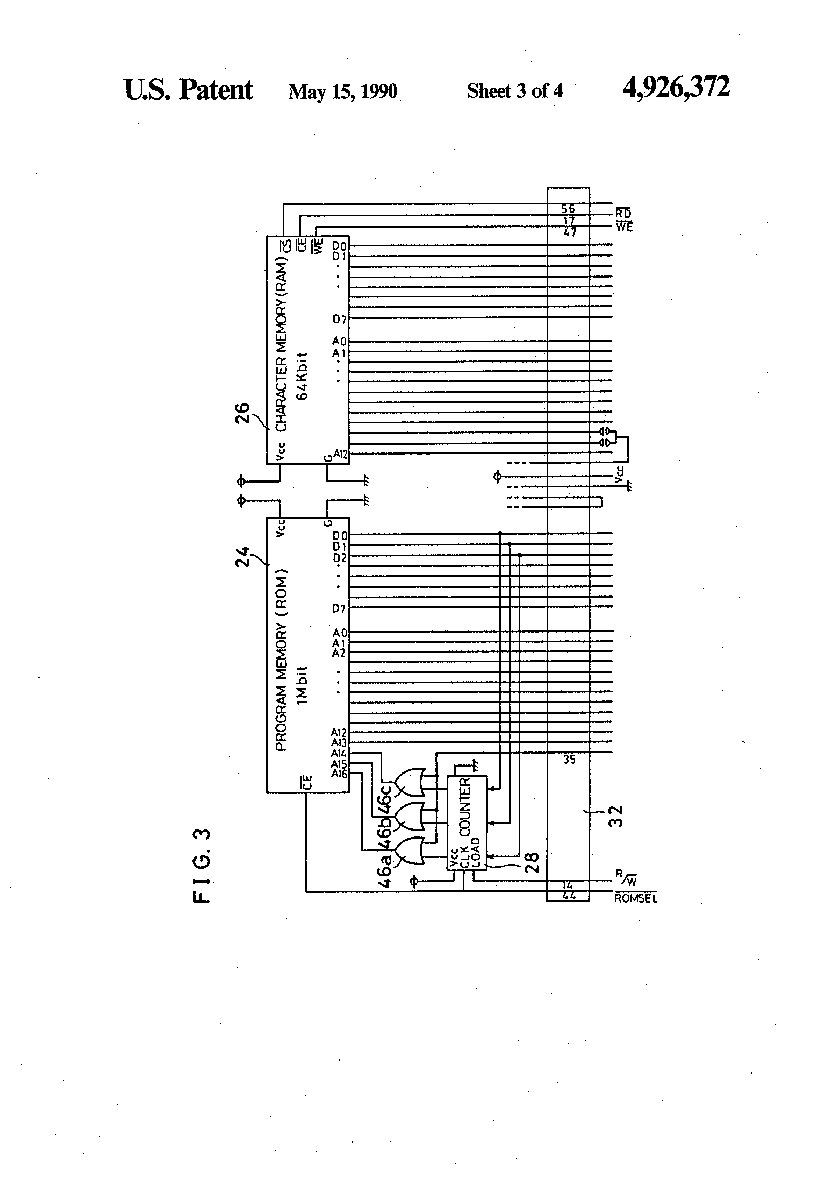 U.S. Patent May 15, 1990 Sheet 3 of 4 4,926,372
FIG. 3
26
CHARACTER MEMORY (RAM)
64Kbit
CS
CE
WE
Vcc
G
D0
D1
D7
A0
A1
A12
56
17
47
RD
WE
Vcc
24
PROGRAM MEMORY (ROM)
1Mbit
CE
Vcc
G
D0
D1
D2
D7
A0
A1
A2
A12
A13
A14
A15
A16
46a
46b
46c
COUNTER
Vcc
CLK
LOAD
28
35
32
14
44
R/W
ROMSEL